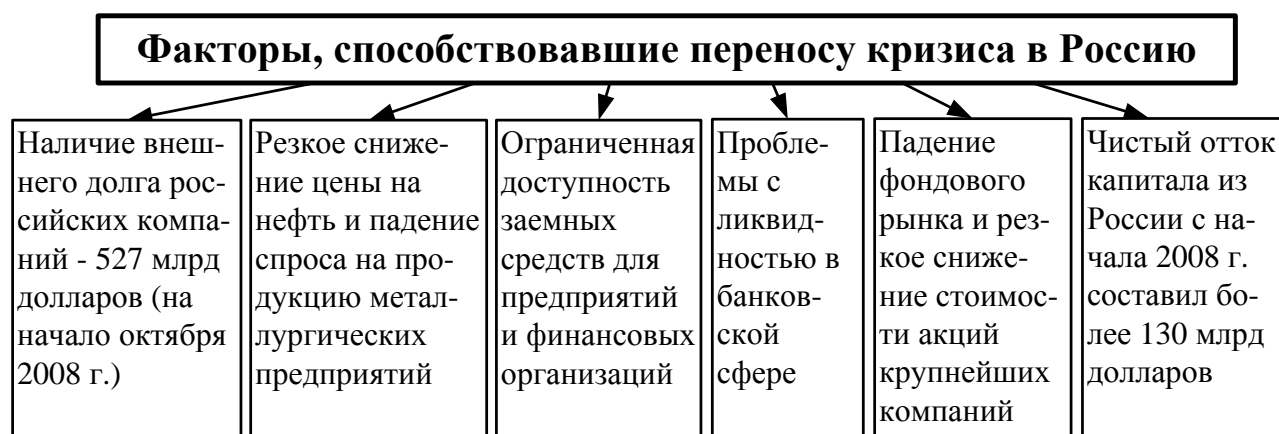 Факторы, способствовавшие переносу кризиса в Россию
Наличие внеш-
него долга рос-
сийских компа-
ний - 527 млрд
долларов (на
начало октября
2008 г.)
Резкое сниже-
ние цены на
нефть и падение
спроса на про-
дукцию метал-
лургических
предприятий
Ограниченная
доступность
заемных
средств для
предприятий
и финансовых
организаций
Пробле-
мы с
ликвид-
ностью в
банков-
ской
сфере
Падение
фондового
рынка и рез-
кое сниже-
ние стоимос-
ти акций
крупнейших
компаний
Чистый отток
капитала из
России с на-
чала 2008 г.
составил бо-
лее 130 млрд
долларов